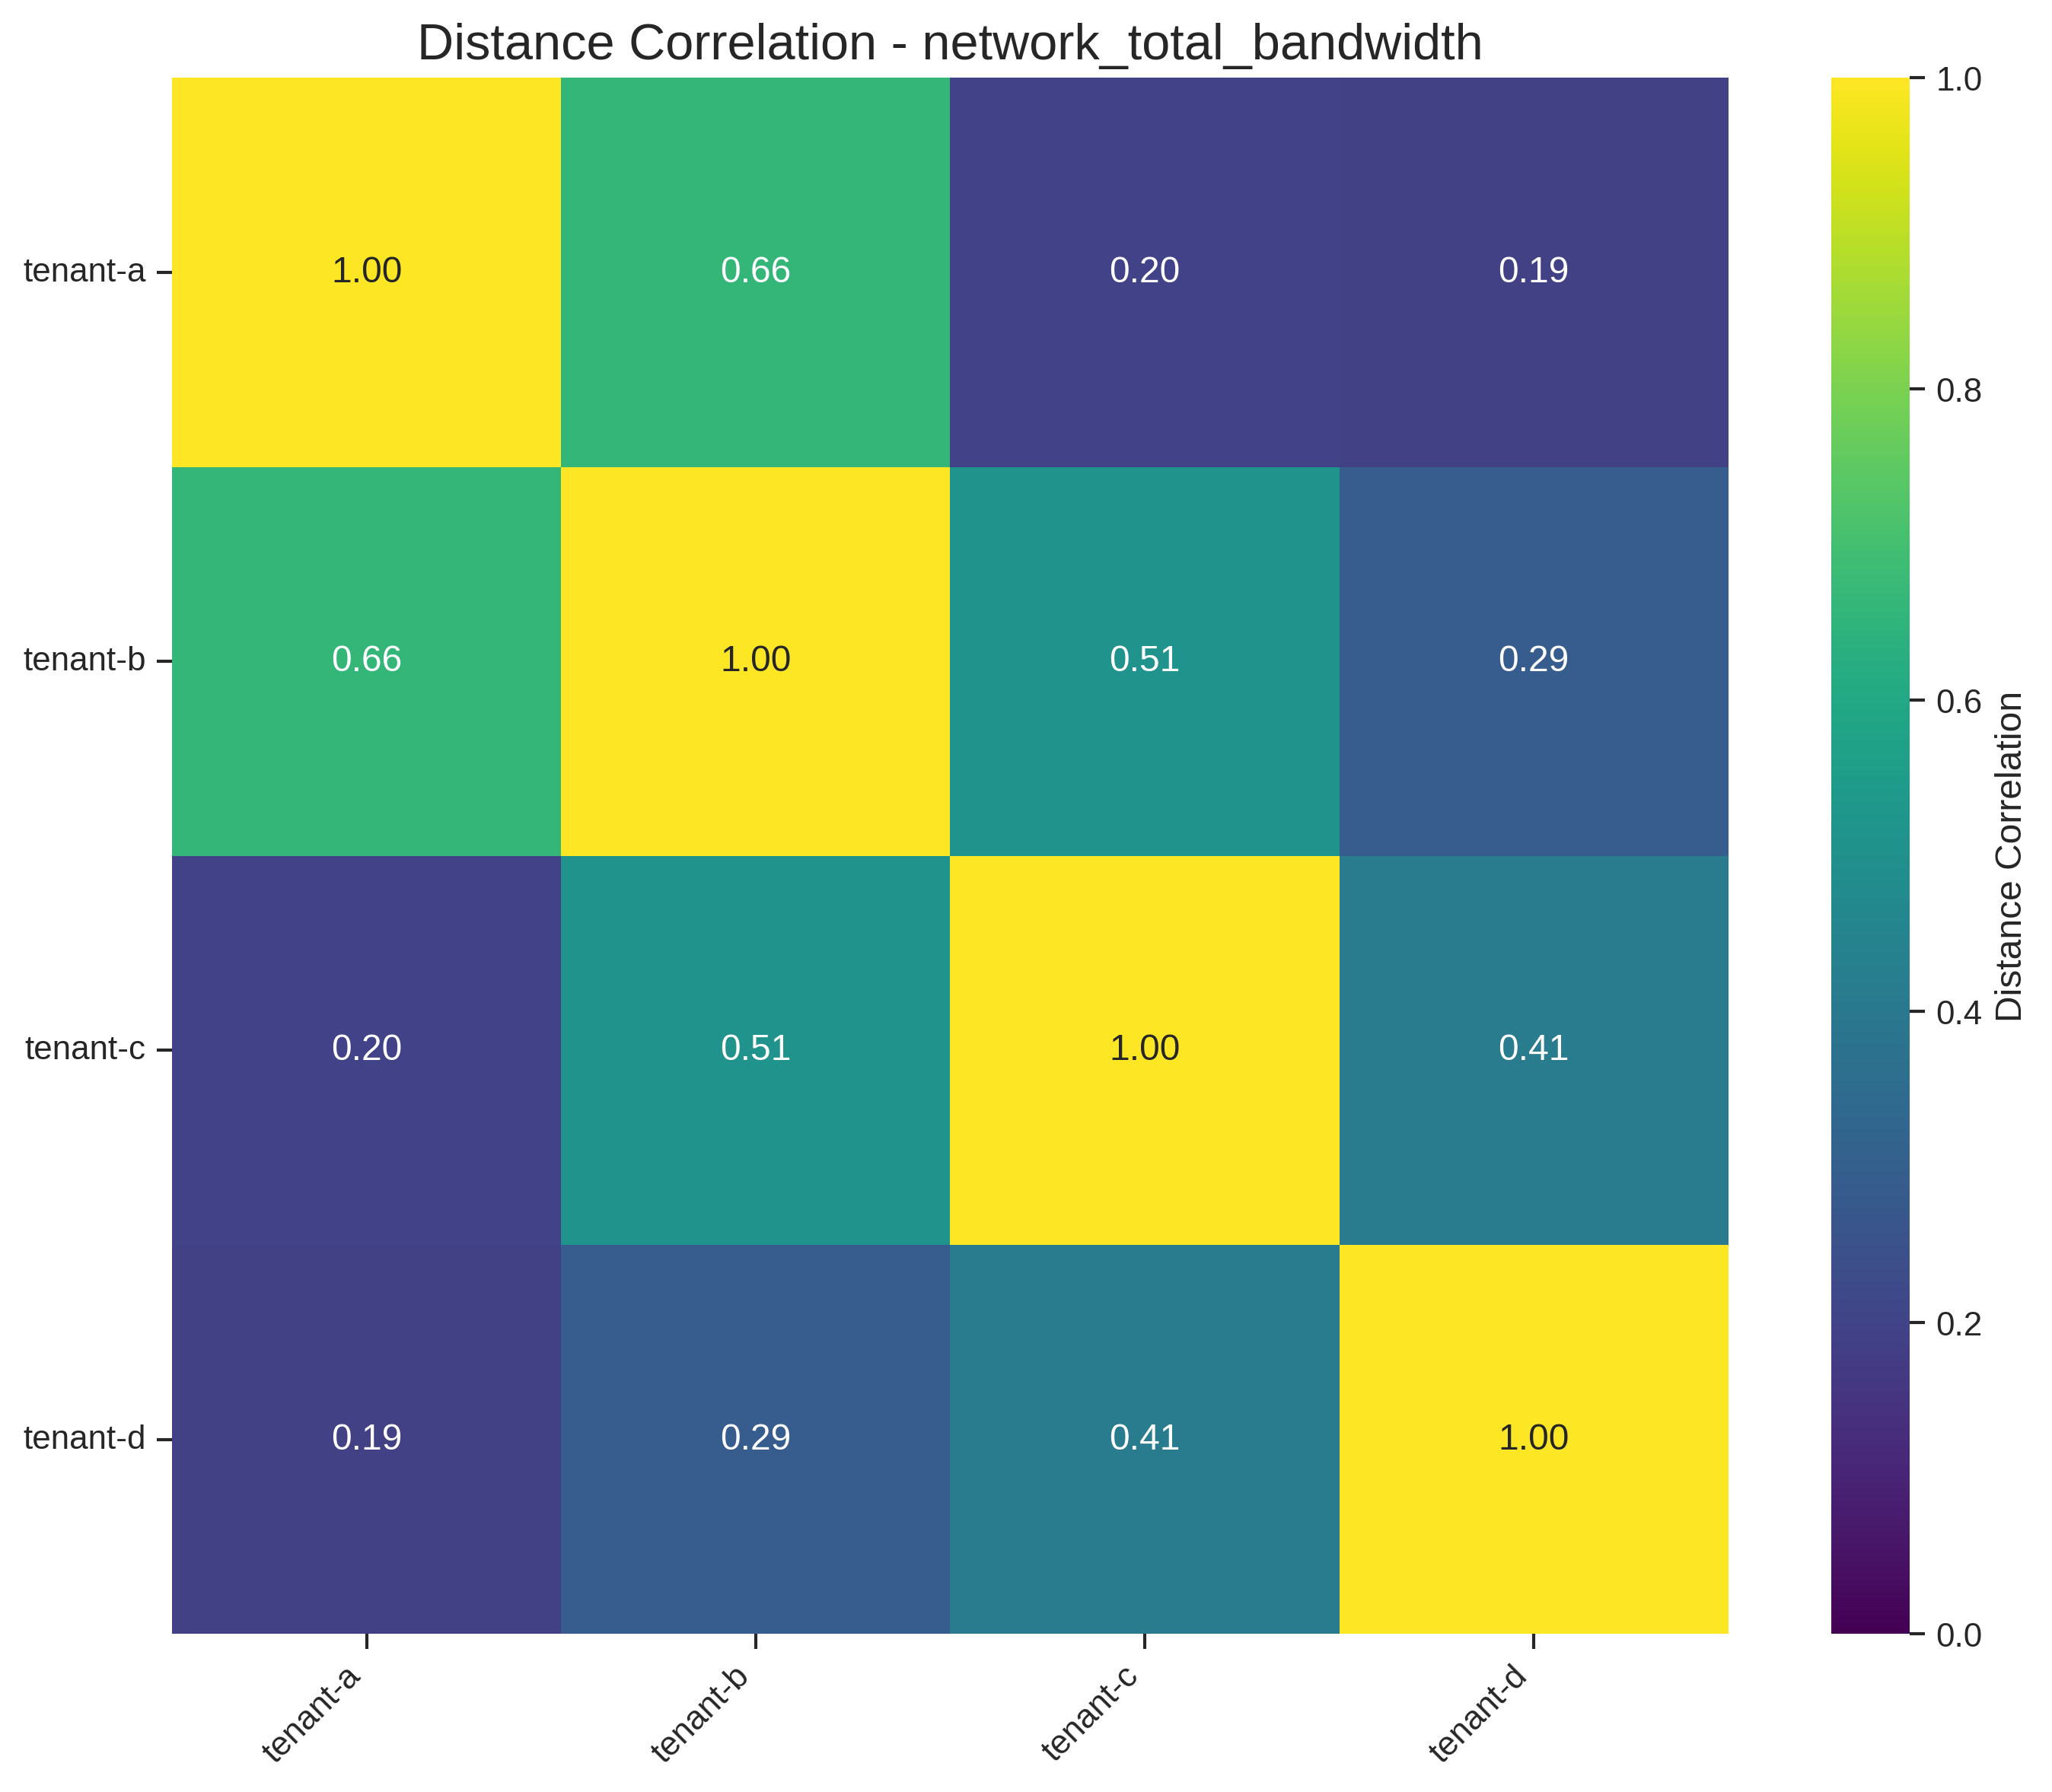 Distance Correlation - network_total_bandwidth
tenant-a 1.00 0.66 0.20 0.19
tenant-b 0.66 1.00 0.51 0.29
tenant-c 0.20 0.51 1.00 0.41
tenant-d 0.19 0.29 0.41 1.00
tenant-a tenant-b tenant-c tenant-d
1.0
0.8
0.6
0.4
0.2
0.0
Distance Correlation